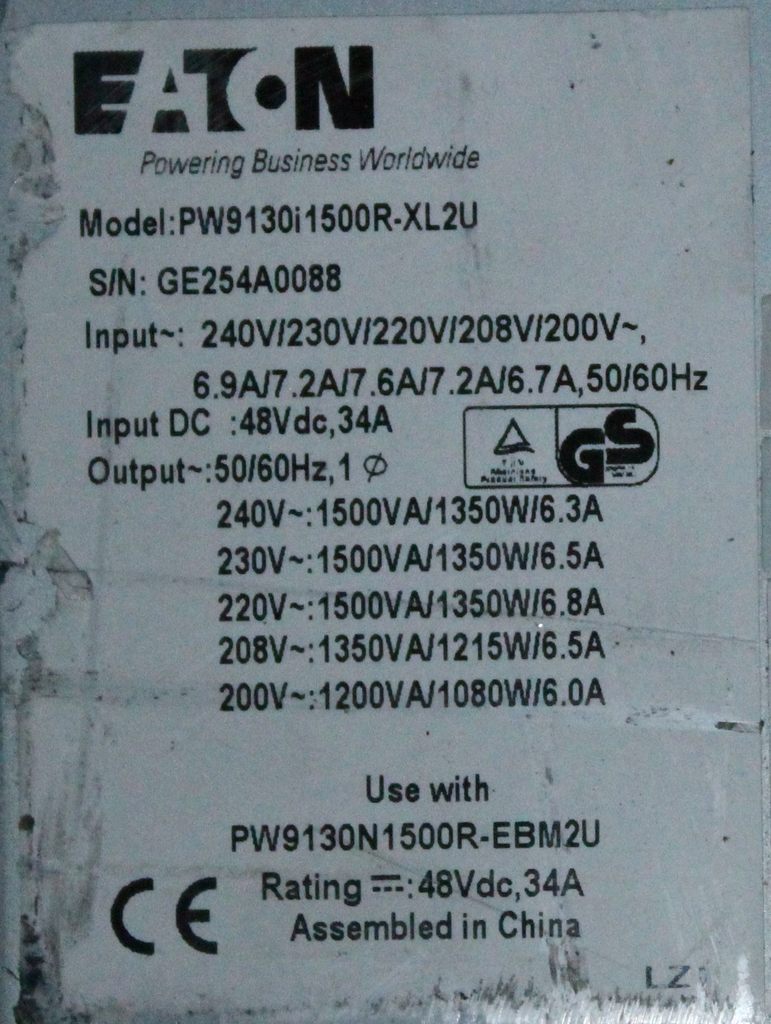 EATON
Powering Business Worldwide
Model:PW9130i1500R-XL2U
S/N: GE254A0088
Input~: 240V/230V/220V/208V/200V~,
6.9A/7.2A/7.6A/7.2A/6.7A,50/60Hz
Input DC :48Vdc,34A
Output~:50/60Hz,1 Ø
GS
240V~:1500VA/1350W/6.3A
230V~:1500VA/1350W/6.5A
220V~:1500VA/1350W/6.8A
208V~:1350VA/1215W/6.5A
200V~:1200VA/1080W/6.0A
Use with
PW9130N1500R-EBM2U
Rating ⎓:48Vdc,34A
CE
Assembled in China
LZ